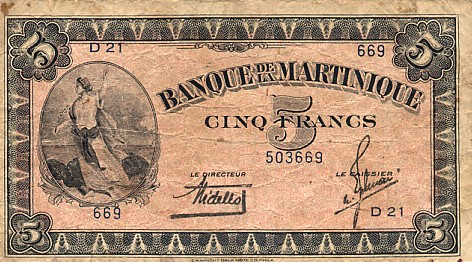 5 D 21 669 5
BANQUE DE LA MARTINIQUE
5
CINQ FRANCS
503669
LE DIRECTEUR LE CAISSIER
669 D 21
5 5